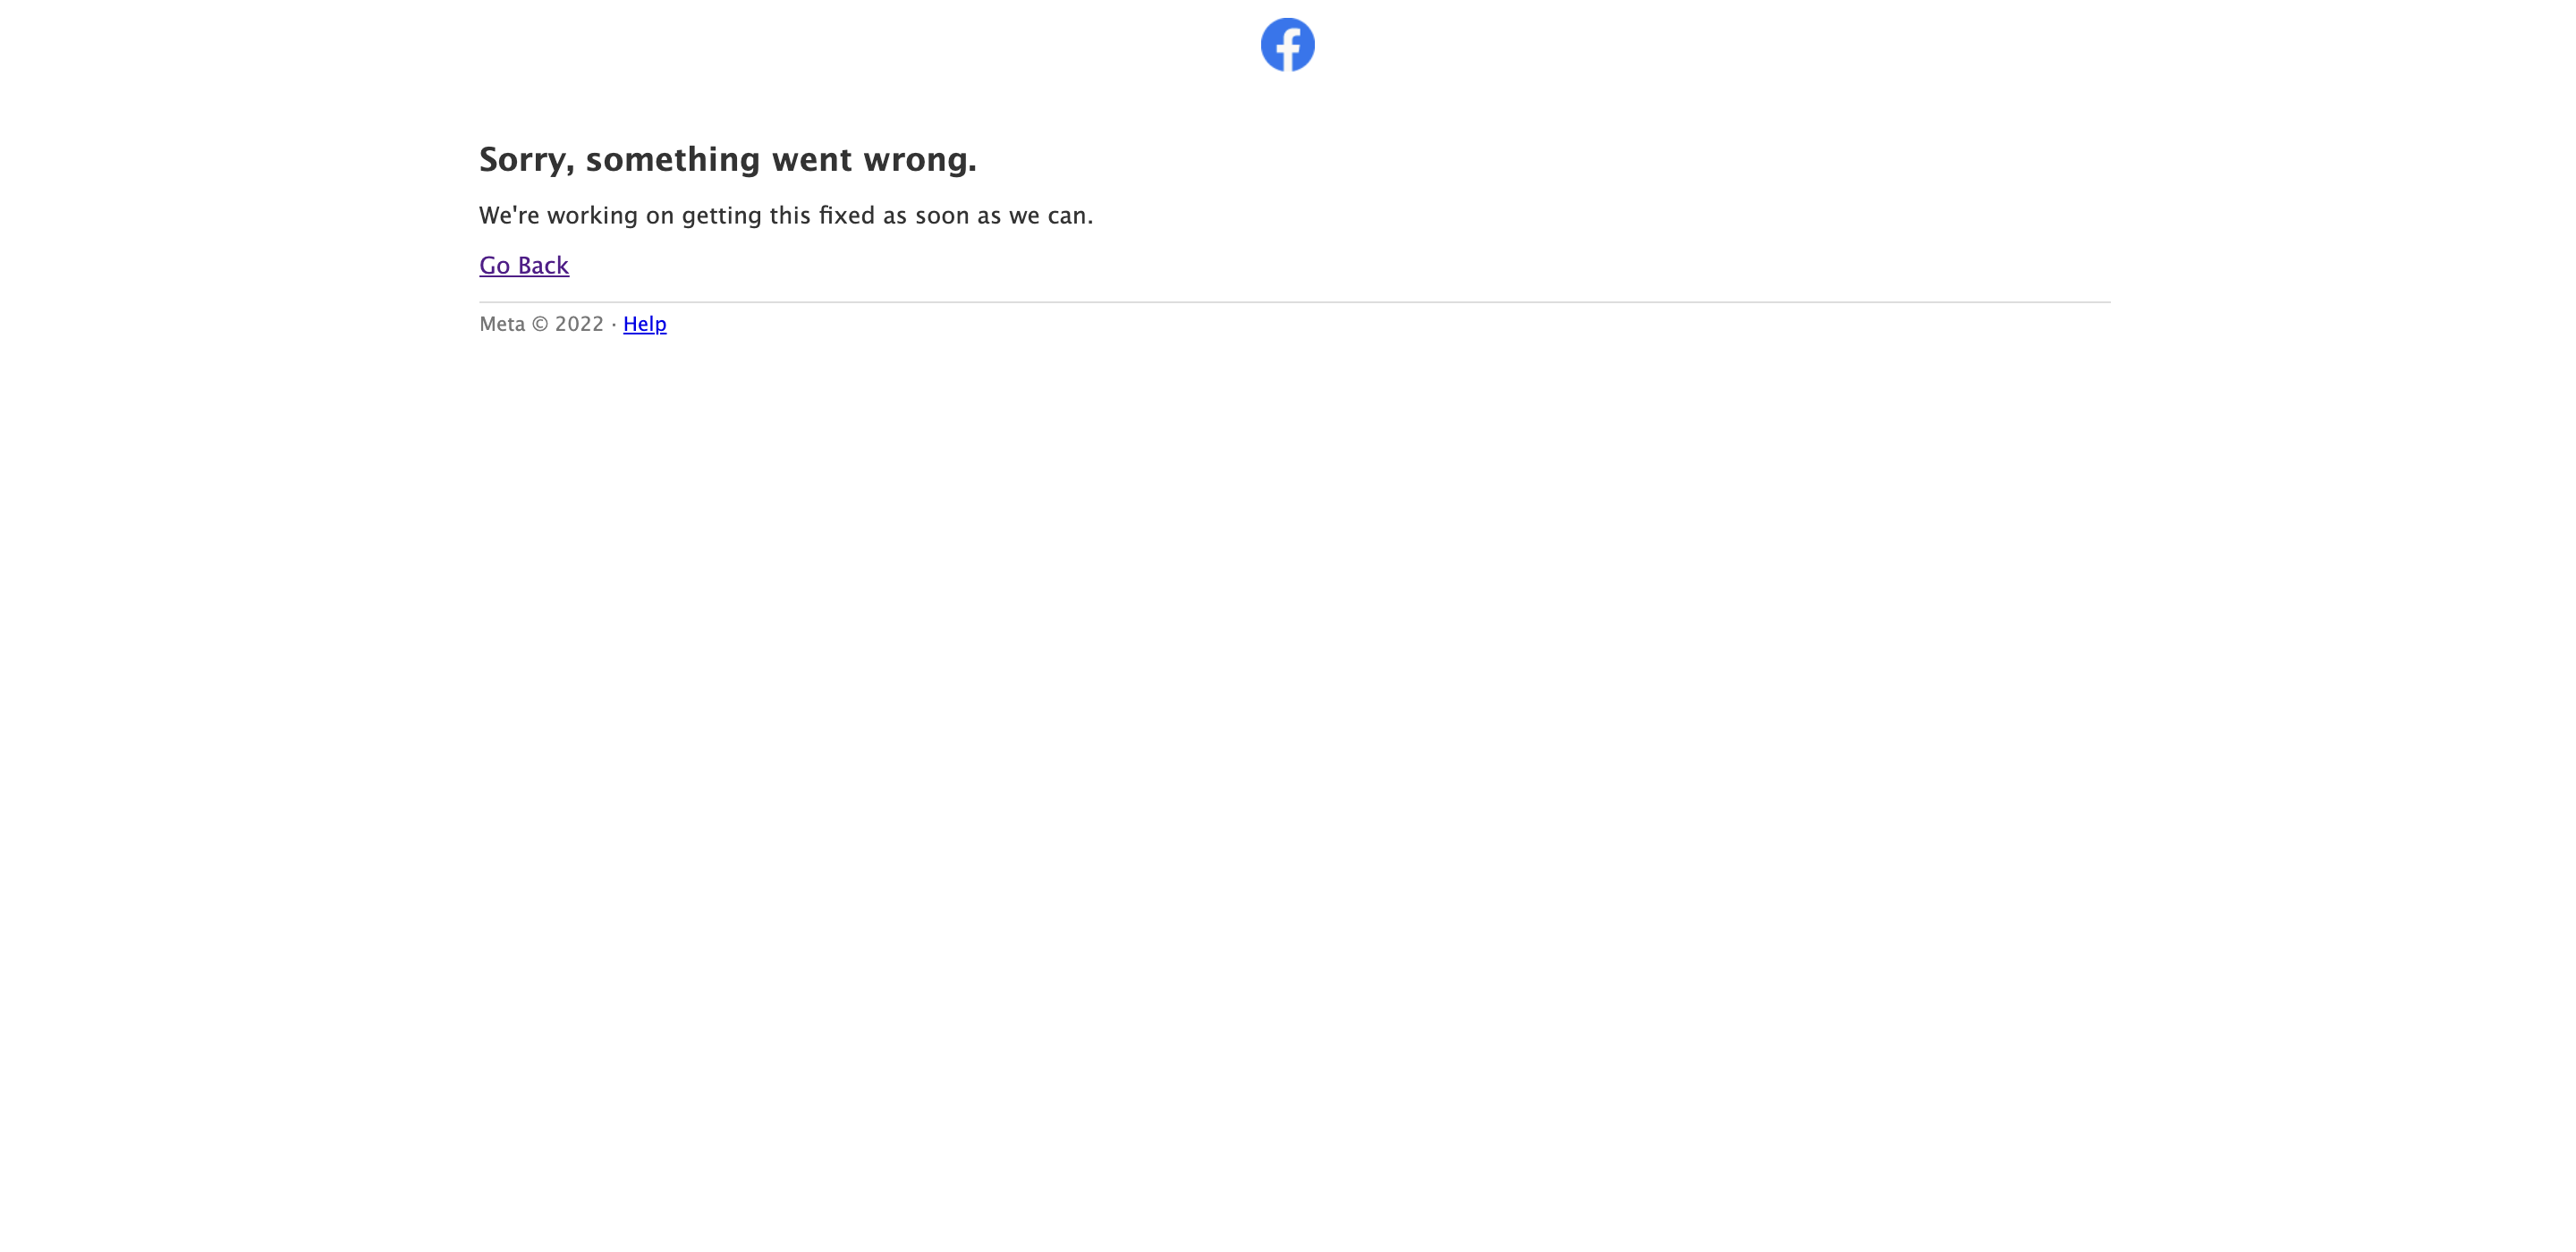 Sorry, something went wrong.
We're working on getting this fixed as soon as we can.
Go Back
Meta © 2022 · Help